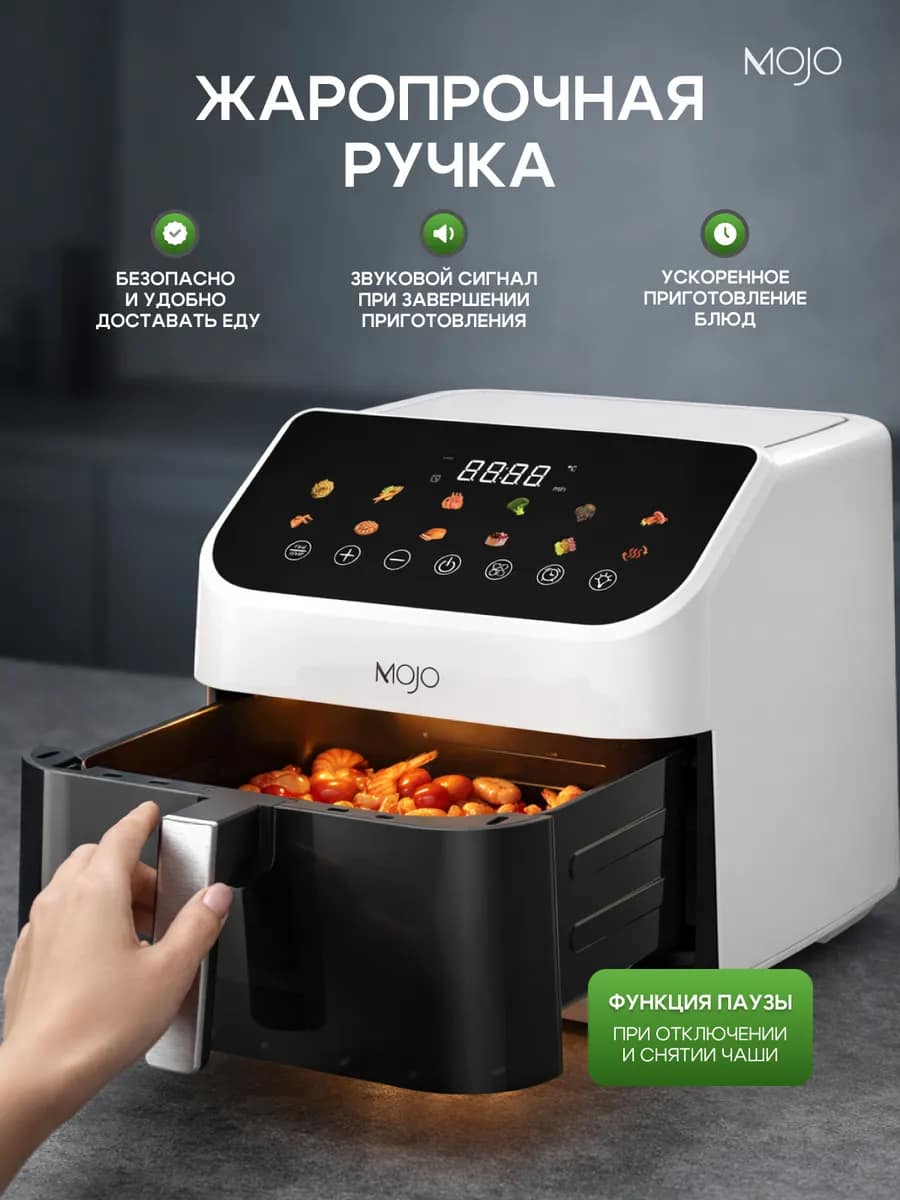 MOJO
ЖАРОПРОЧНАЯ
РУЧКА
БЕЗОПАСНО
И УДОБНО
ДОСТАВАТЬ ЕДУ
ЗВУКОВОЙ СИГНАЛ
ПРИ ЗАВЕРШЕНИИ
ПРИГОТОВЛЕНИЯ
УСКОРЕННОЕ
ПРИГОТОВЛЕНИЕ
БЛЮД
88:88
°C
MOJO
ФУНКЦИЯ ПАУЗЫ
ПРИ ОТКЛЮЧЕНИИ
И СНЯТИИ ЧАШИ